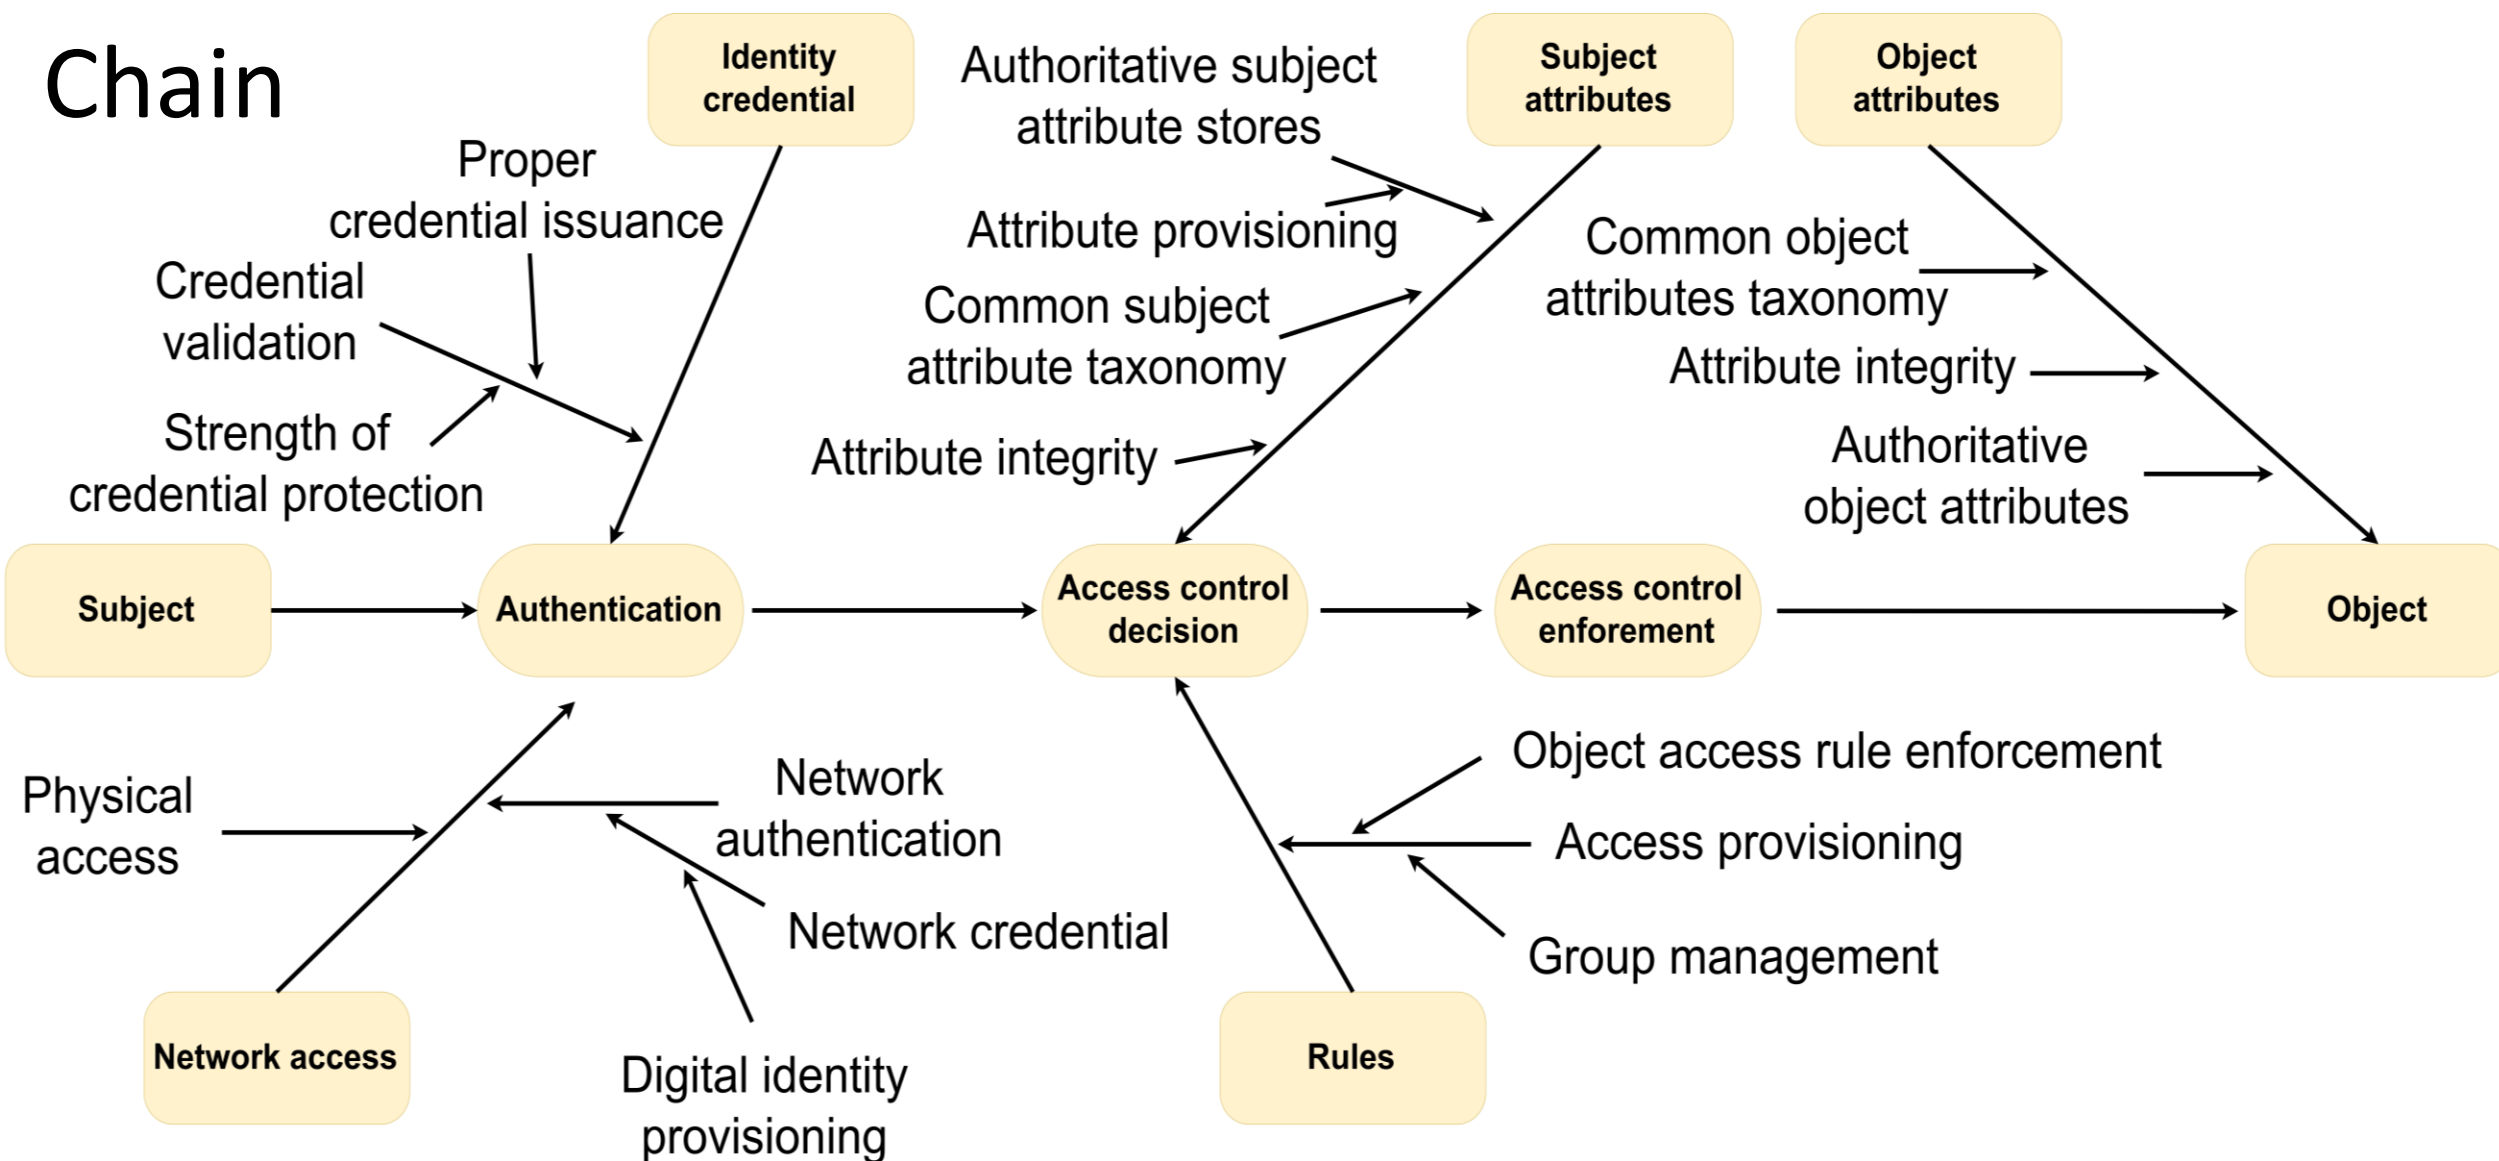 Chain
Identity
credential
Authoritative subject
attribute stores
Subject
attributes
Object
attributes
Proper
credential issuance
Attribute provisioning
Common object
attributes taxonomy
Credential
validation
Common subject
attribute taxonomy
Attribute integrity
Strength of
credential protection
Attribute integrity
Authoritative
object attributes
Subject
Authentication
Access control
decision
Access control
enforement
Object
Physical
access
Network
authentication
Object access rule enforcement
Access provisioning
Network credential
Group management
Network access
Digital identity
provisioning
Rules